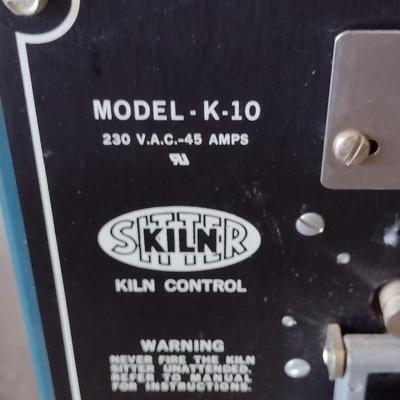 MODEL-K-10
230 V.A.C.-45 AMPS
SITTER
KILN
KILN CONTROL
WARNING
NEVER FIRE THE KILN
SITTER UNATTENDED.
REFER TO MANUAL
FOR INSTRUCTIONS.